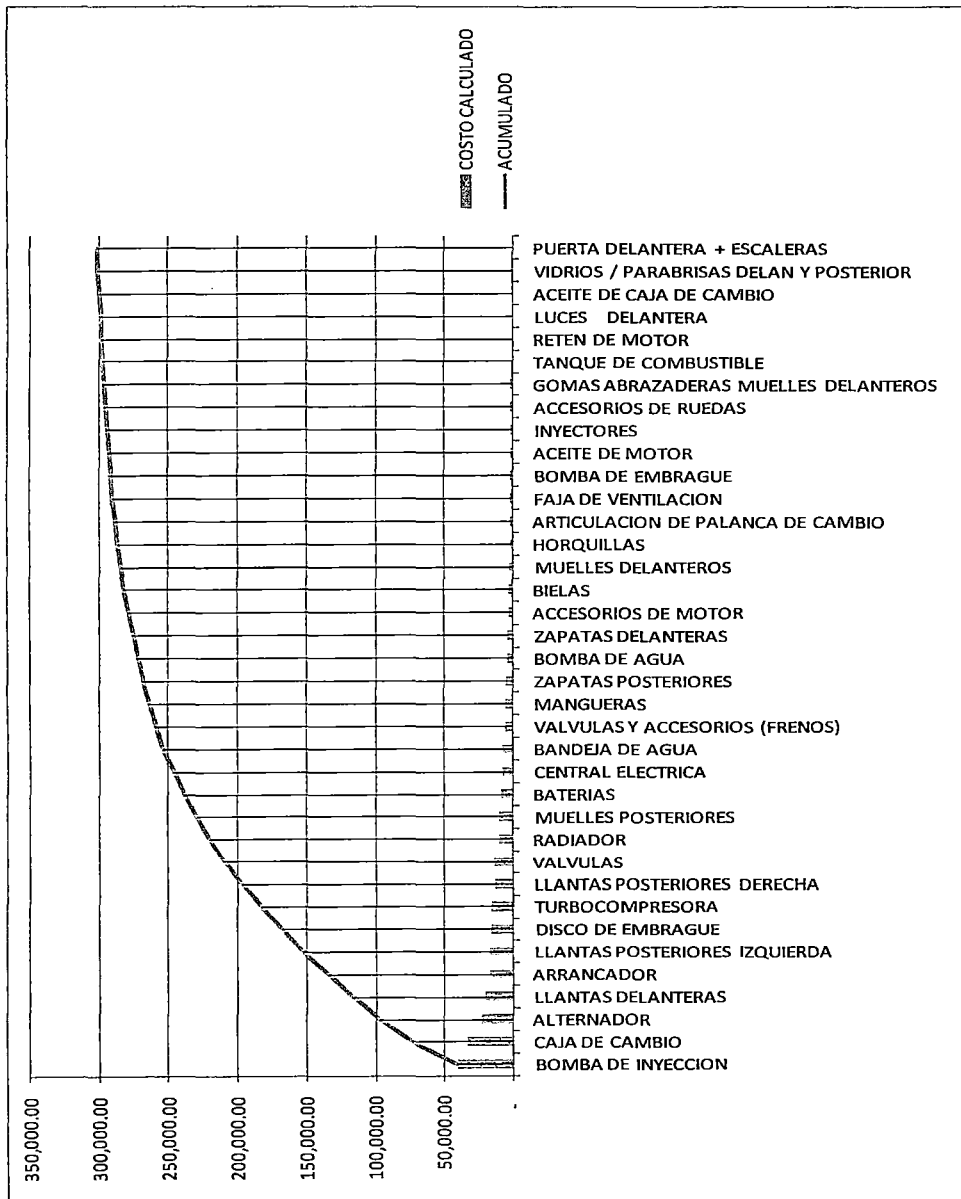 COSTO CALCULADO
ACUMULADO
PUERTA DELANTERA + ESCALERAS
VIDRIOS / PARABRISAS DELAN Y POSTERIOR
ACEITE DE CAJA DE CAMBIO
LUCES DELANTERA
RETEN DE MOTOR
TANQUE DE COMBUSTIBLE
GOMAS ABRAZADERAS MUELLES DELANTEROS
ACCESORIOS DE RUEDAS
INYECTORES
ACEITE DE MOTOR
BOMBA DE EMBRAGUE
FAJA DE VENTILACION
ARTICULACION DE PALANCA DE CAMBIO
HORQUILLAS
MUELLES DELANTEROS
BIELAS
ACCESORIOS DE MOTOR
ZAPATAS DELANTERAS
BOMBA DE AGUA
ZAPATAS POSTERIORES
MANGUERAS
VALVULAS Y ACCESORIOS (FRENOS)
BANDEJA DE AGUA
CENTRAL ELECTRICA
BATERIAS
MUELLES POSTERIORES
RADIADOR
VALVULAS
LLANTAS POSTERIORES DERECHA
TURBOCOMPRESORA
DISCO DE EMBRAGUE
LLANTAS POSTERIORES IZQUIERDA
ARRANCADOR
LLANTAS DELANTERAS
ALTERNADOR
CAJA DE CAMBIO
BOMBA DE INYECCION
350,000.00
300,000.00
250,000.00
200,000.00
150,000.00
100,000.00
50,000.00
-